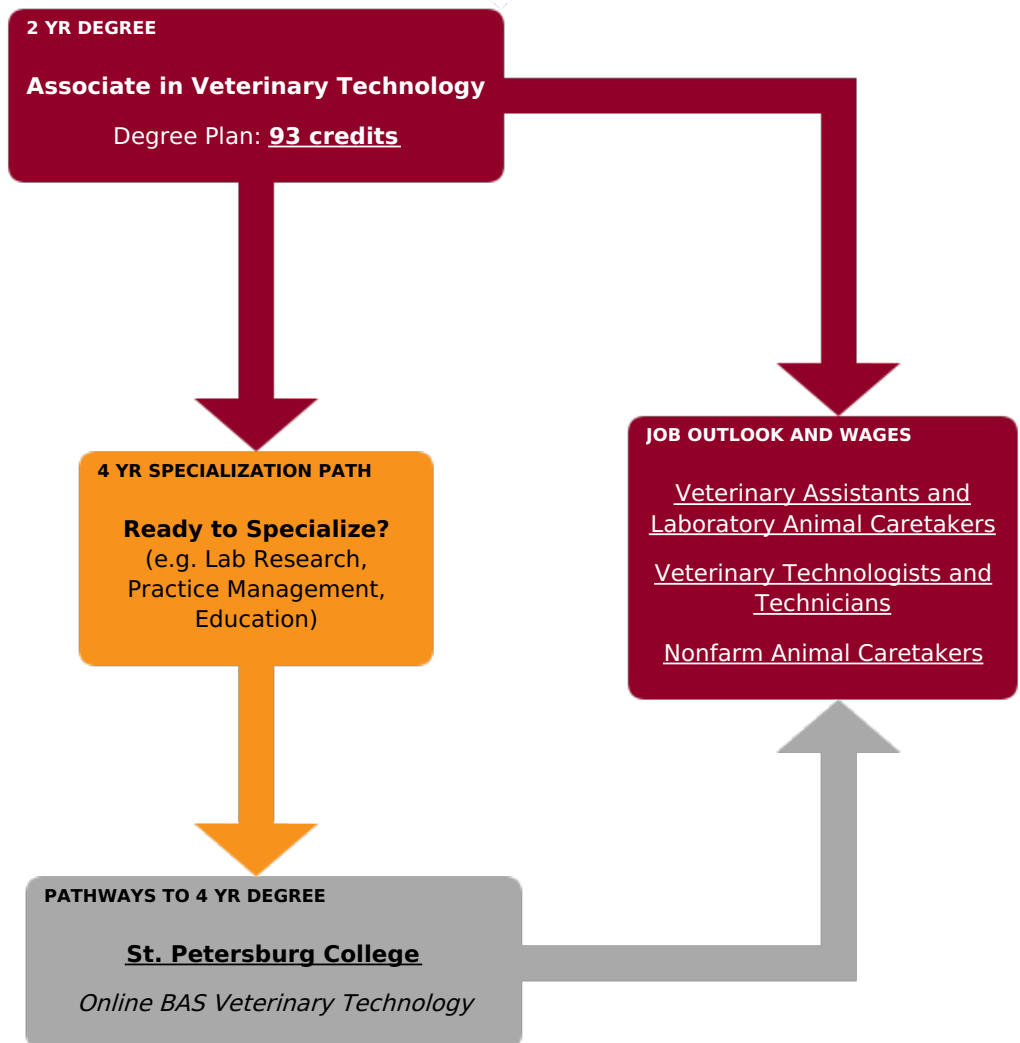 2 YR DEGREE
Associate in Veterinary Technology
Degree Plan: 93 credits
4 YR SPECIALIZATION PATH
Ready to Specialize?
(e.g. Lab Research,
Practice Management,
Education)
PATHWAYS TO 4 YR DEGREE
St. Petersburg College
Online BAS Veterinary Technology
JOB OUTLOOK AND WAGES
Veterinary Assistants and
Laboratory Animal Caretakers
Veterinary Technologists and
Technicians
Nonfarm Animal Caretakers